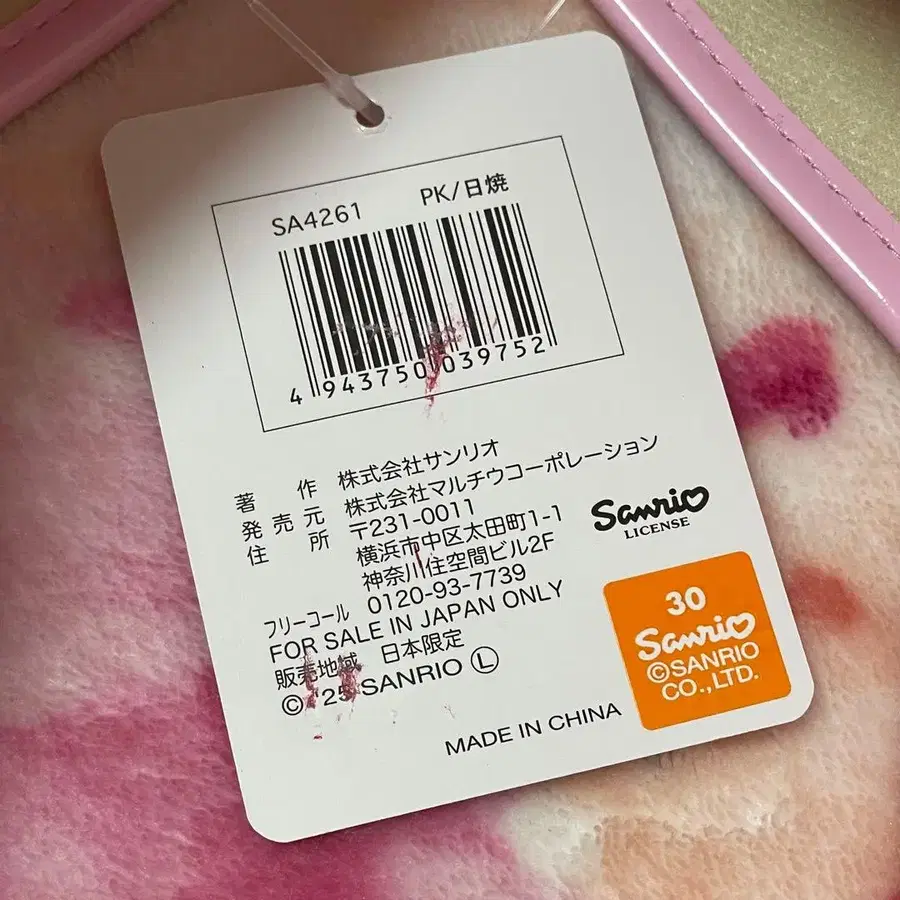 SA4261 PK/日焼
4 943750 039752
著作 株式会社サンリオ
発売元 株式会社マルチウコーポレーション
住所 〒231-0011
横浜市中区太田町1-1
神奈川住空間ビル2F
フリーコール 0120-93-7739
FOR SALE IN JAPAN ONLY
販売地域 日本限定
© '25 SANRIO Ⓛ
MADE IN CHINA
Sanrio
LICENSE
30
Sanrio
©SANRIO
CO.,LTD.